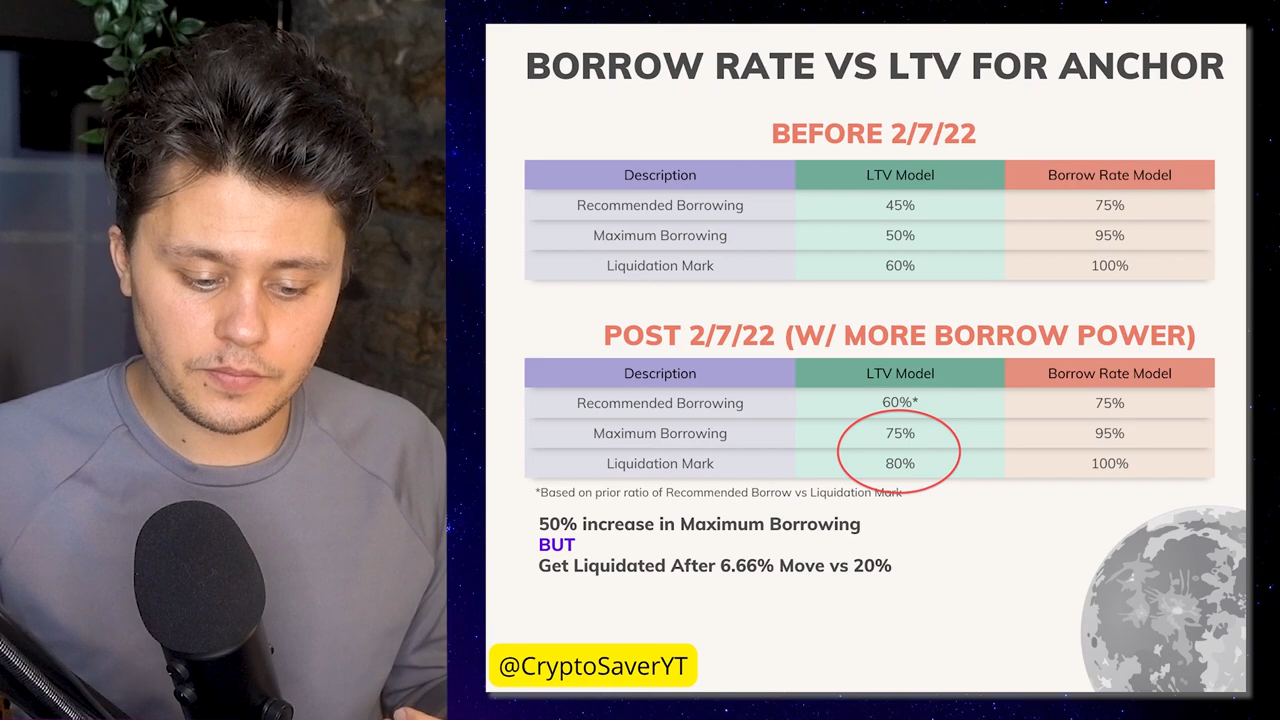 BORROW RATE VS LTV FOR ANCHOR
BEFORE 2/7/22
Description LTV Model Borrow Rate Model
Recommended Borrowing 45% 75%
Maximum Borrowing 50% 95%
Liquidation Mark 60% 100%
POST 2/7/22 (W/ MORE BORROW POWER)
Description LTV Model Borrow Rate Model
Recommended Borrowing 60%* 75%
Maximum Borrowing 75% 95%
Liquidation Mark 80% 100%
*Based on prior ratio of Recommended Borrow vs Liquidation Mark
50% increase in Maximum Borrowing
BUT
Get Liquidated After 6.66% Move vs 20%
@CryptoSaverYT